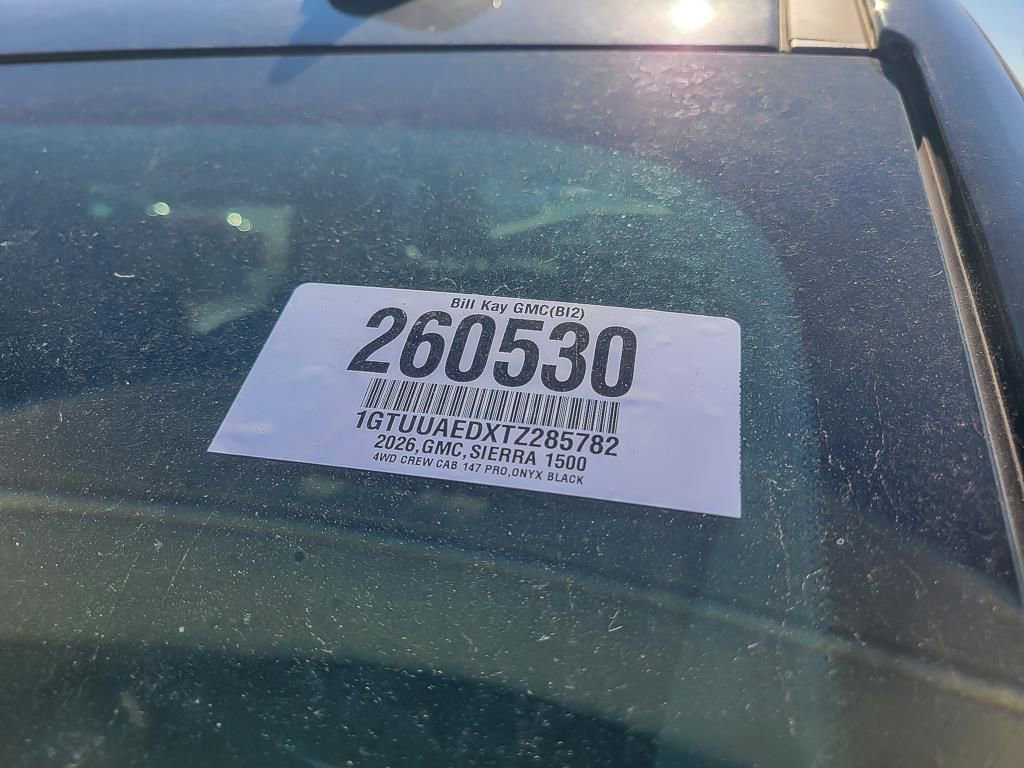 Bill Kay GMC(BI2)
260530
1GTUUAEDXTZ285782
2026,GMC,SIERRA 1500
4WD CREW CAB 147 PRO,ONYX BLACK